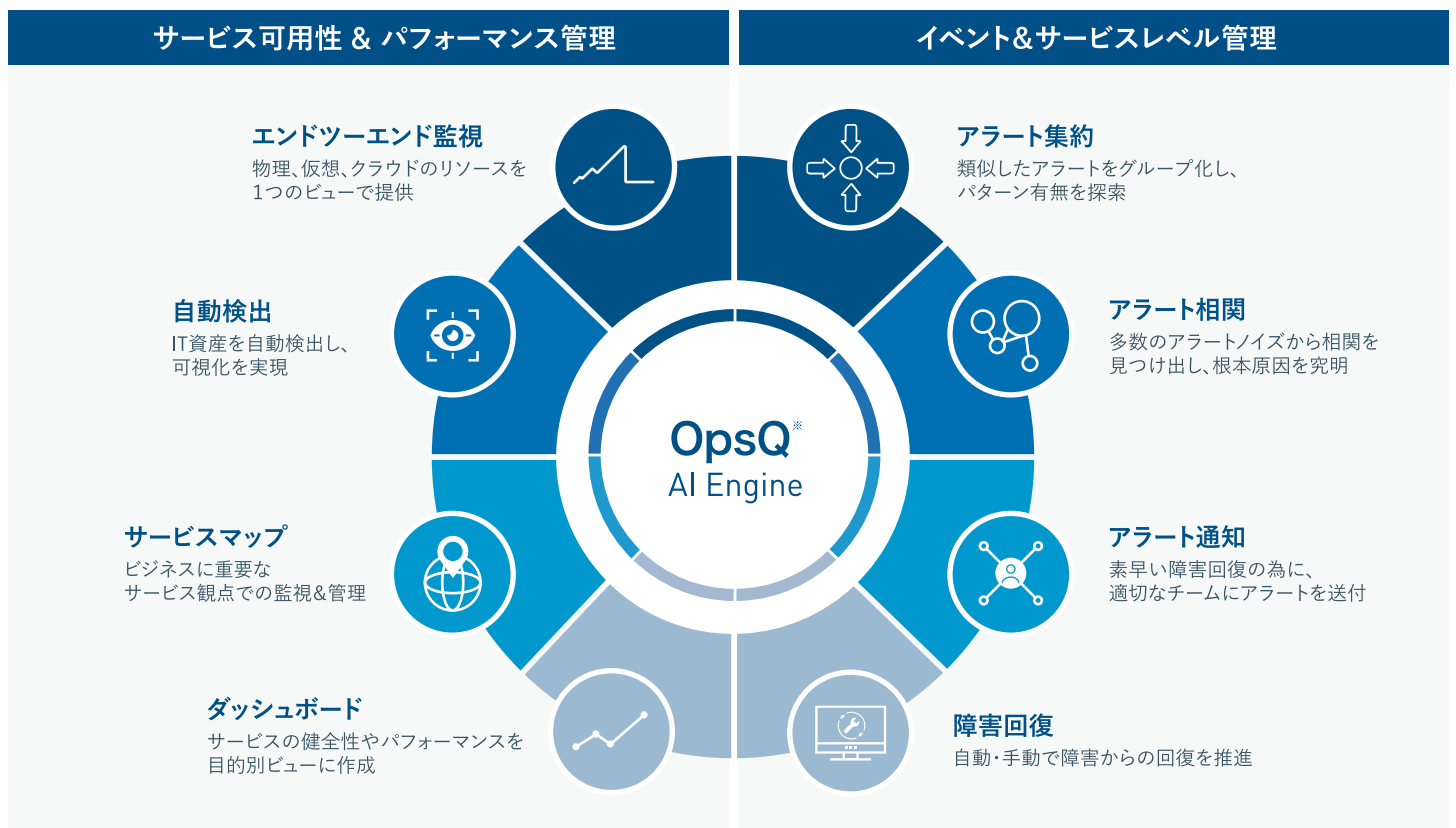 サービス可用性 & パフォーマンス管理
エンドツーエンド監視
物理、仮想、クラウドのリソースを
1つのビューで提供
自動検出
IT資産を自動検出し、
可視化を実現
サービスマップ
ビジネスに重要な
サービス観点での監視&管理
ダッシュボード
サービスの健全性やパフォーマンスを
目的別ビューに作成
OpsQ※
AI Engine
イベント&サービスレベル管理
アラート集約
類似したアラートをグループ化し、
パターン有無を探索
アラート相関
多数のアラートノイズから相関を
見つけ出し、根本原因を究明
アラート通知
素早い障害回復の為に、
適切なチームにアラートを送付
障害回復
自動・手動で障害からの回復を推進